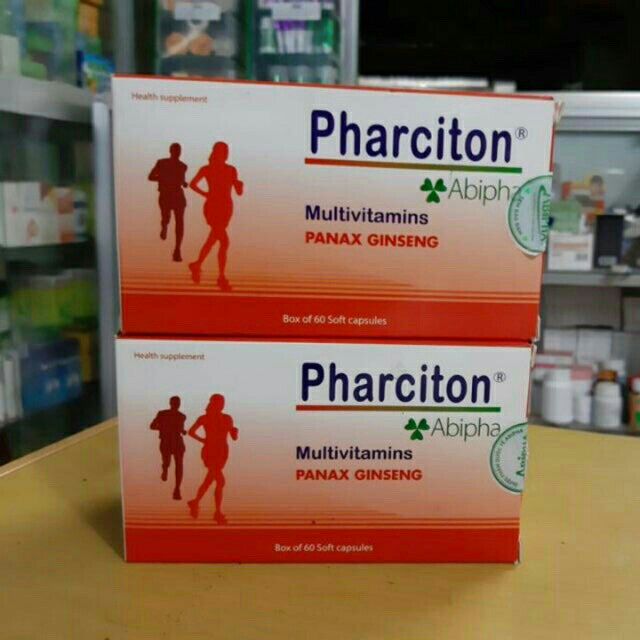 Health supplement
Pharciton®
Abipha
Multivitamins
PANAX GINSENG
Box of 60 Soft capsules
Health supplement
Pharciton®
Abipha
Multivitamins
PANAX GINSENG
Box of 60 Soft capsules